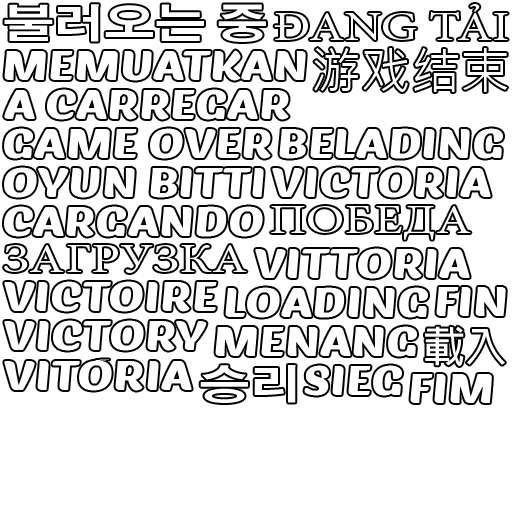 불러오는 중 ĐANG TẢI
MEMUATKAN 游戏结束
A CARREGAR
GAME OVER BELADING
OYUN BITTI VICTORIA
CARGANDO ПОБЕДА
ЗАГРУЗКА VITTORIA
VICTOIRE LOADING FIN
VICTORY MENANG 載入
VITÓRIA 승리 SIEG FIM